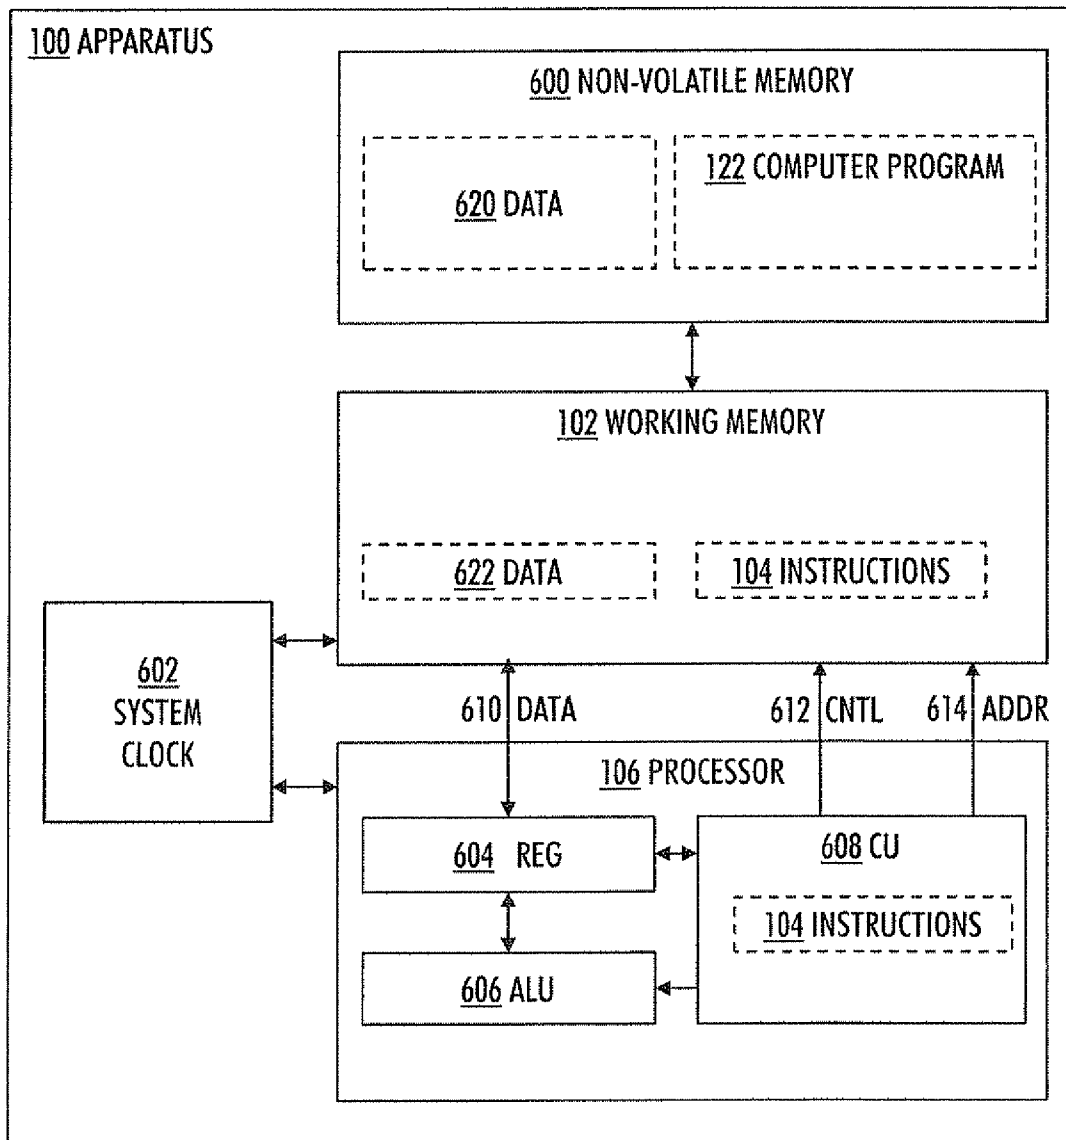 100 APPARATUS
600 NON-VOLATILE MEMORY
620 DATA
122 COMPUTER PROGRAM
102 WORKING MEMORY
622 DATA
104 INSTRUCTIONS
602
SYSTEM
CLOCK
610 DATA
612 CNTL
614 ADDR
106 PROCESSOR
604 REG
608 CU
104 INSTRUCTIONS
606 ALU